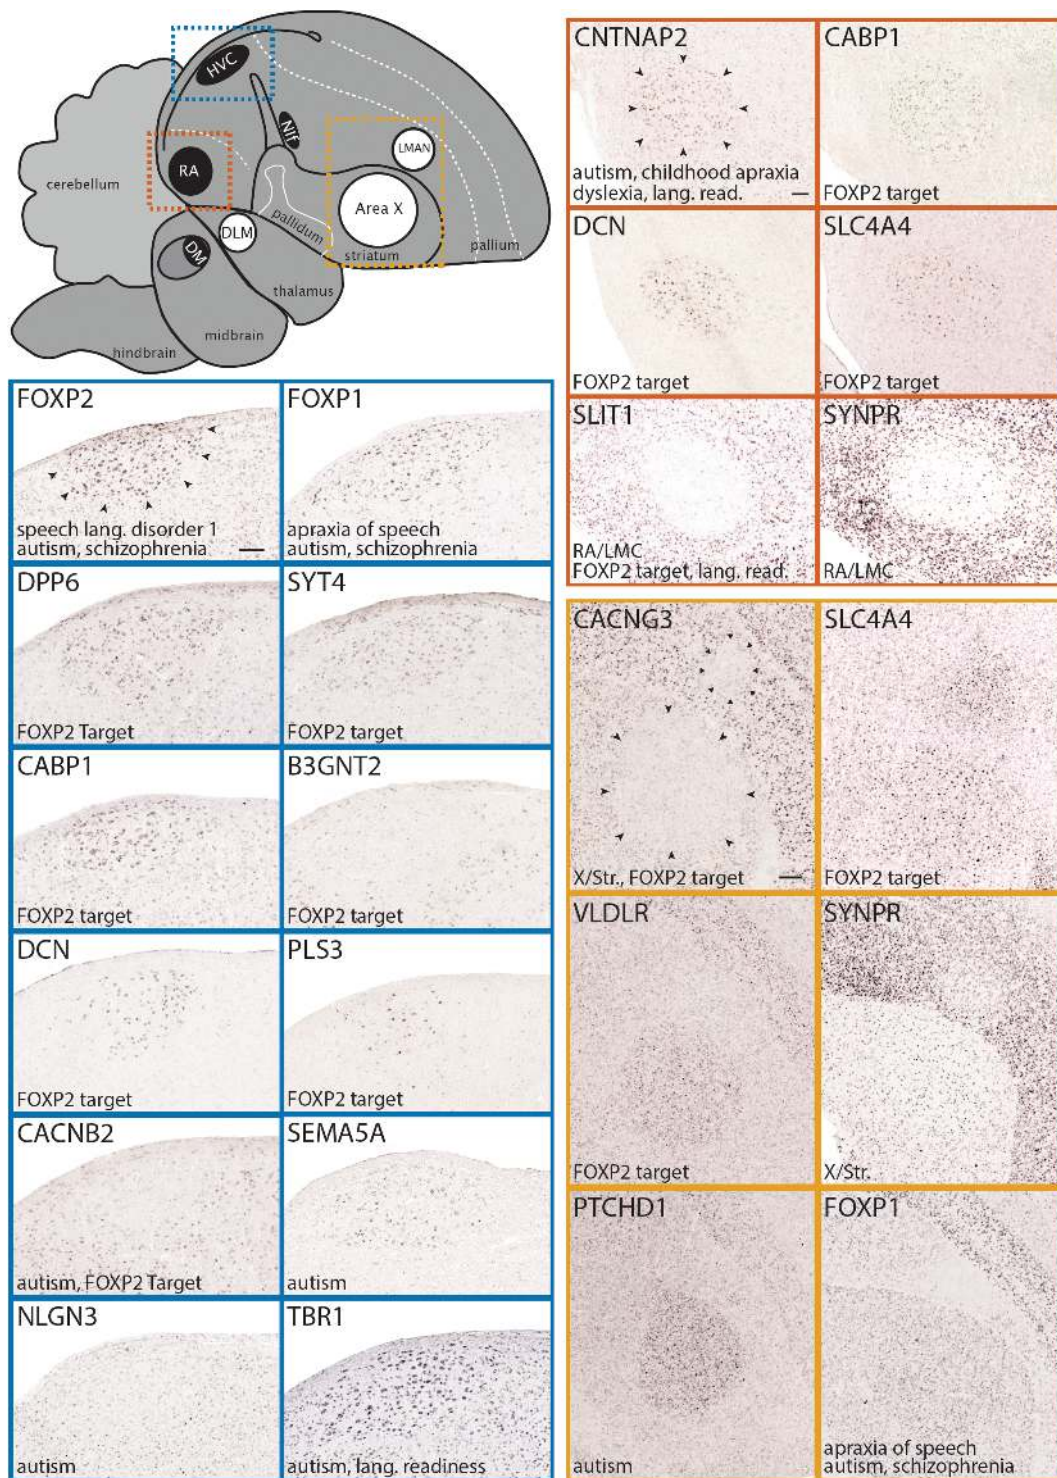 HVC
NIf
LMAN
RA
cerebellum
Area X
pallidum
DLM
DM
striatum
pallium
thalamus
midbrain
hindbrain
FOXP2
speech lang. disorder 1
autism, schizophrenia
FOXP1
apraxia of speech
autism, schizophrenia
DPP6
FOXP2 Target
SYT4
FOXP2 target
CABP1
FOXP2 target
B3GNT2
FOXP2 target
DCN
FOXP2 target
PLS3
FOXP2 target
CACNB2
autism, FOXP2 Target
SEMA5A
autism
NLGN3
autism
TBR1
autism, lang. readiness
CNTNAP2
autism, childhood apraxia
dyslexia, lang. read.
CABP1
FOXP2 target
DCN
FOXP2 target
SLC4A4
FOXP2 target
SLIT1
RA/LMC
FOXP2 target, lang. read.
SYNPR
RA/LMC
CACNG3
X/Str., FOXP2 target
SLC4A4
FOXP2 target
VLDLR
FOXP2 target
SYNPR
X/Str.
PTCHD1
autism
FOXP1
apraxia of speech
autism, schizophrenia